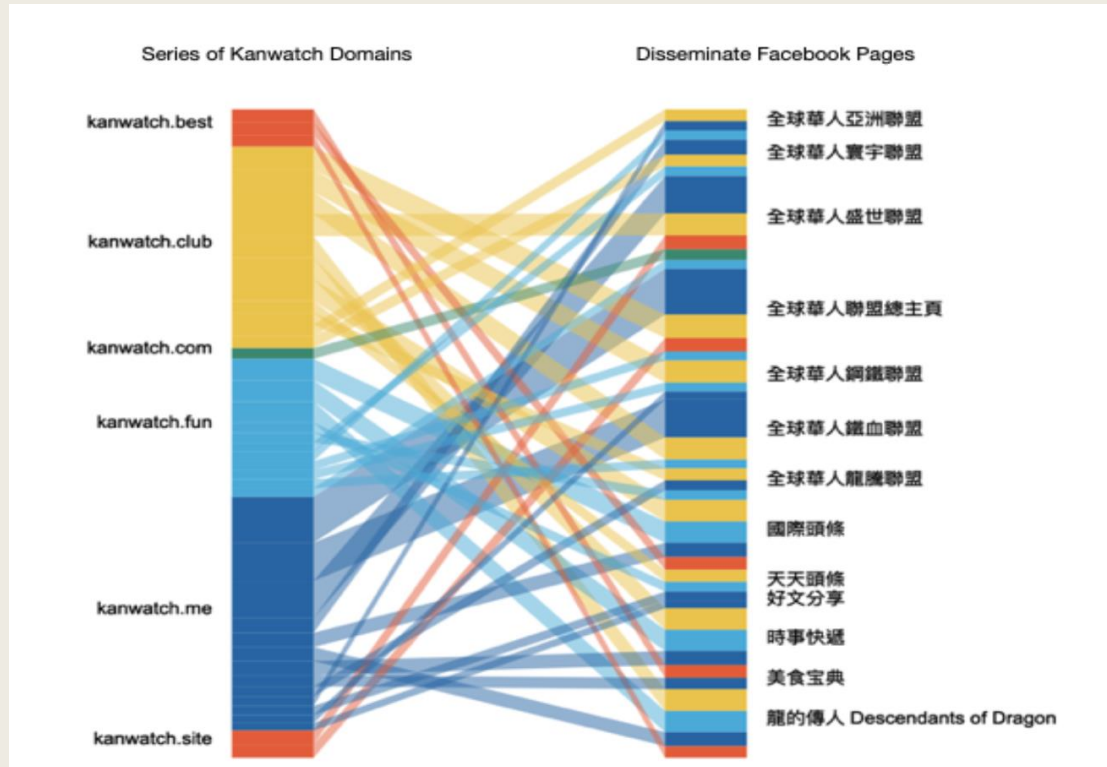 Series of Kanwatch Domains
Disseminate Facebook Pages
kanwatch.best
kanwatch.club
kanwatch.com
kanwatch.fun
kanwatch.me
kanwatch.site
全球華人亞洲聯盟
全球華人寰宇聯盟
全球華人盛世聯盟
全球華人聯盟總主頁
全球華人鋼鐵聯盟
全球華人鐵血聯盟
全球華人龍騰聯盟
國際頭條
天天頭條
好文分享
時事快遞
美食宝典
龍的傳人 Descendants of Dragon